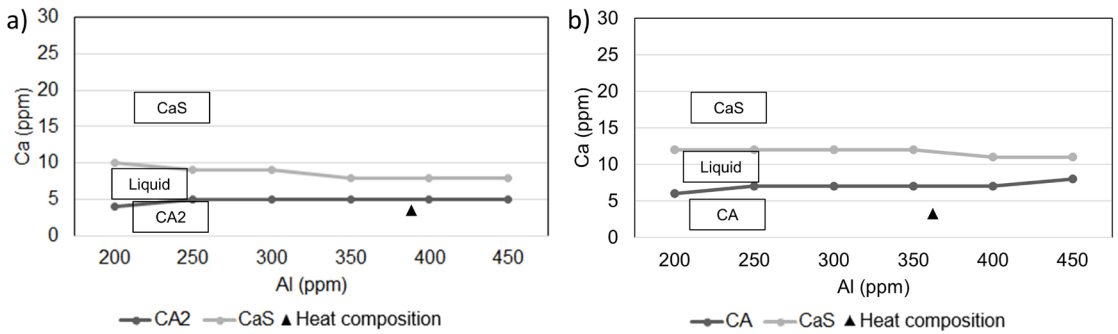 a)
30
25
20
15
10
5
0
Ca (ppm)
CaS
Liquid
CA2
200 250 300 350 400 450
Al (ppm)
CA2 CaS ▲ Heat composition
b)
30
25
20
15
10
5
0
Ca (ppm)
CaS
Liquid
CA
200 250 300 350 400 450
Al (ppm)
CA CaS ▲ Heat composition